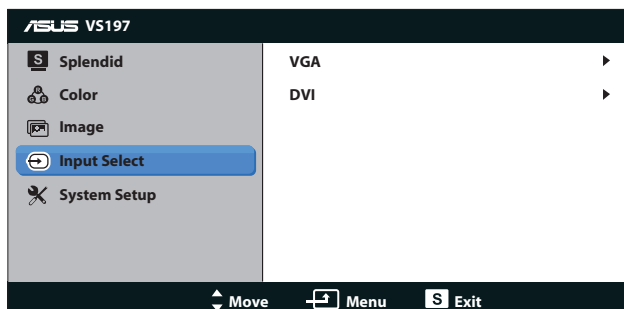 ASUS VS197
S Splendid
R G B Color
Image
Input Select
System Setup
VGA
DVI
Move Menu S Exit